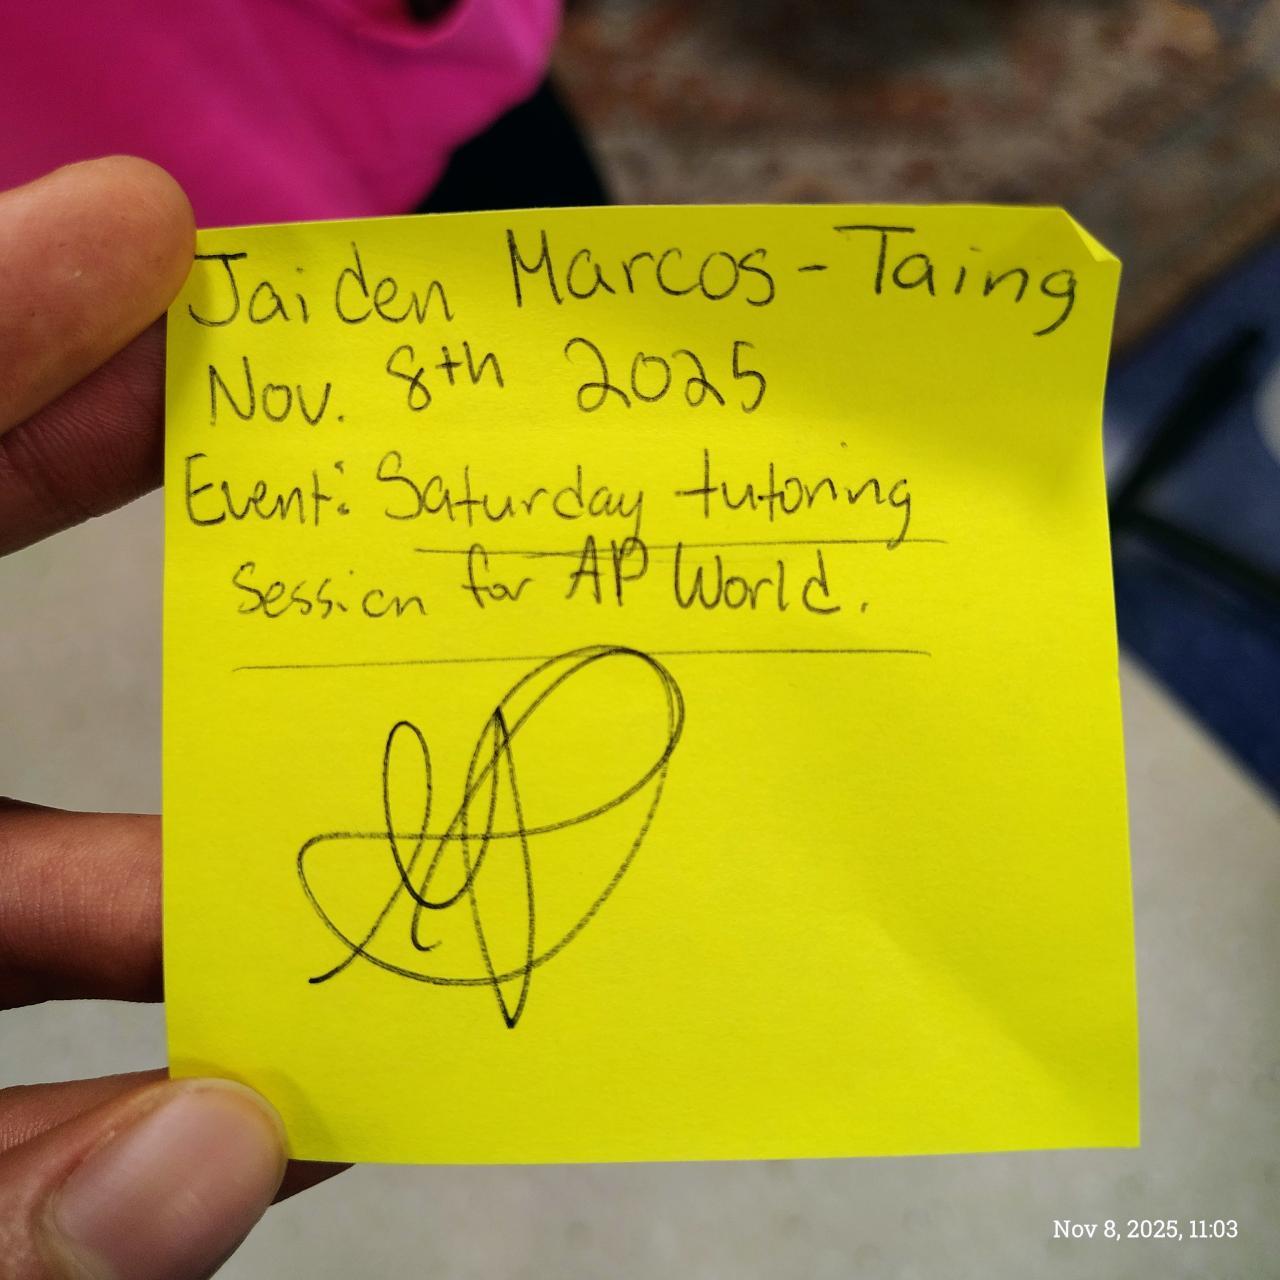 Jaiden Marcos-Taing
Nov. 8th 2025
Event: Saturday tutoring
Session for AP World.
Nov 8, 2025, 11:03